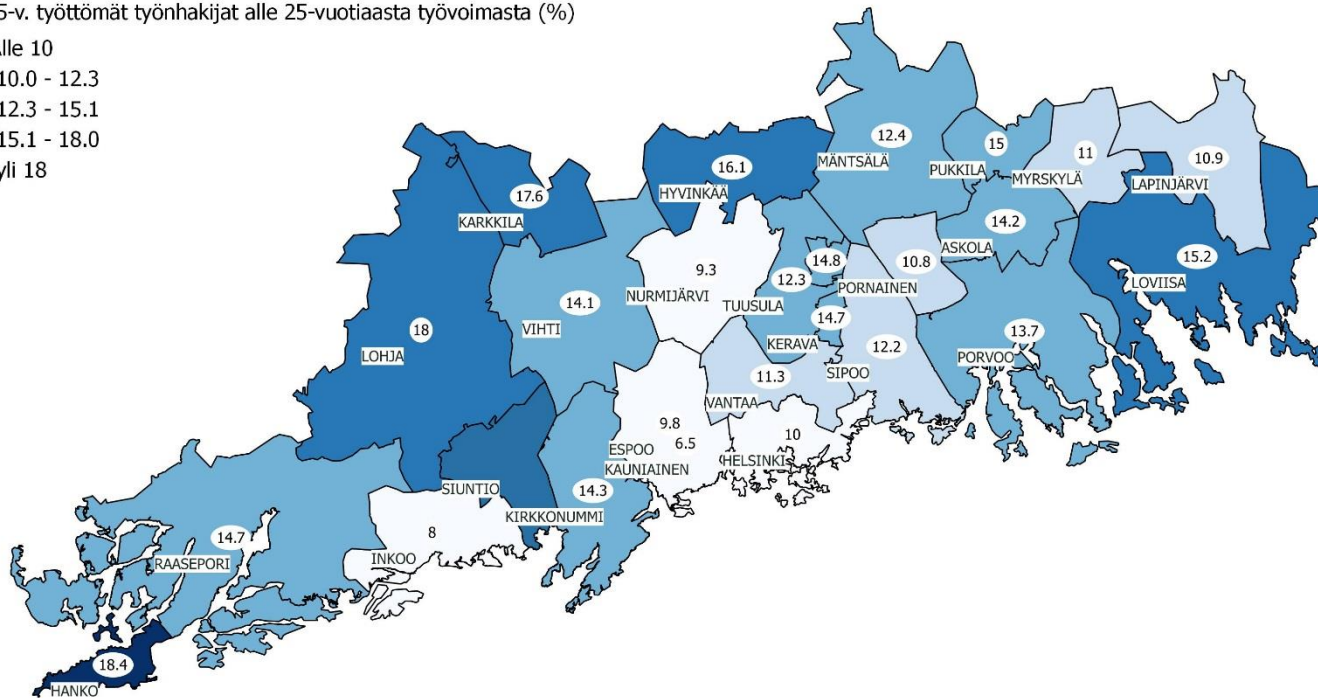 5-v. työttömät työnhakijat alle 25-vuotiaasta työvoimasta (%)
Alle 10
10.0 - 12.3
12.3 - 15.1
15.1 - 18.0
yli 18
12.4
MÄNTSÄLÄ
15
PUKKILA
11
MYRSKYLÄ
10.9
LAPINJÄRVI
16.1
HYVINKÄÄ
17.6
KARKKILA
14.2
ASKOLA
15.2
LOVIISA
9.3
NURMIJÄRVI
12.3
TUUSULA
14.8
10.8
PORNAINEN
14.1
VIHTI
18
LOHJA
14.7
KERAVA
12.2
SIPOO
13.7
PORVOO
11.3
VANTAA
9.8
ESPOO
6.5
KAUNIAINEN
10
HELSINKI
SIUNTIO
14.3
KIRKKONUMMI
8
INKOO
14.7
RAASEPORI
18.4
HANKO